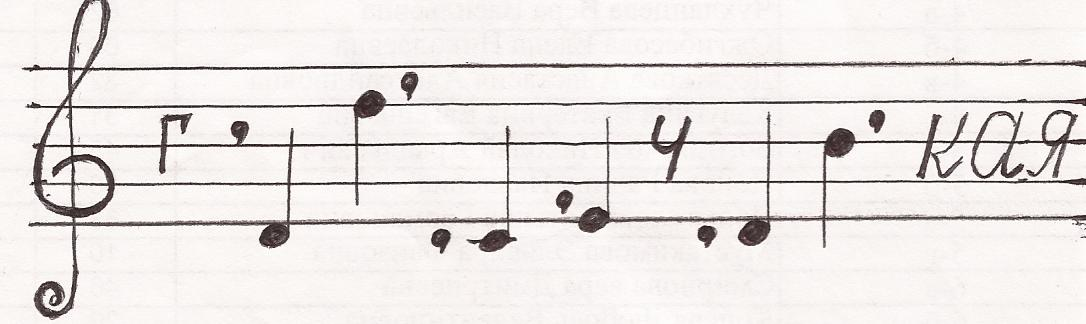 Г ' ' , ' ч , ' кая